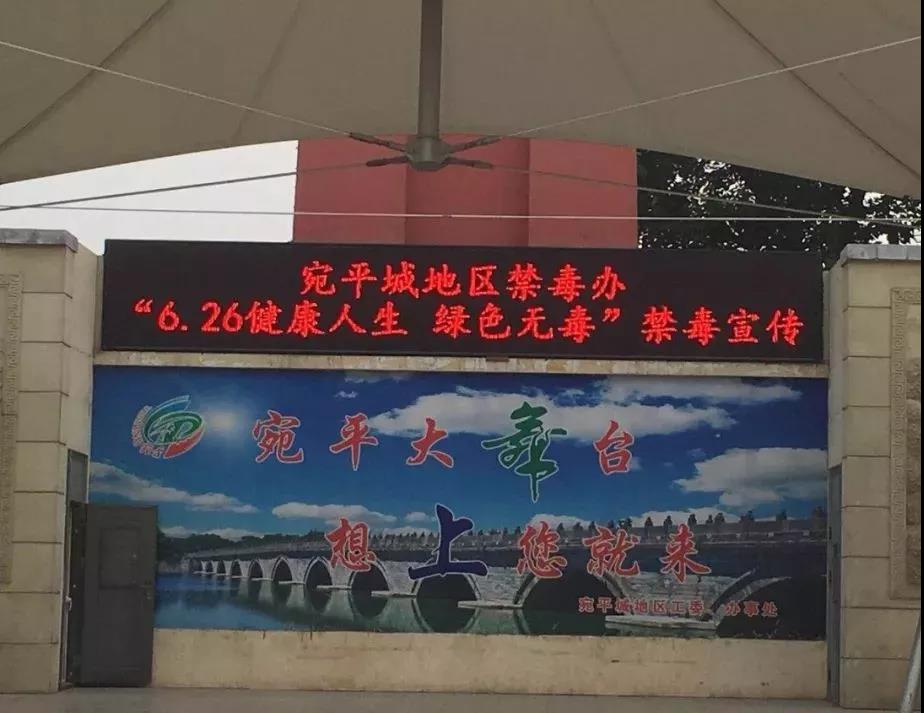 宛平城地区禁毒办
“6.26健康人生 绿色无毒”禁毒宣传
宛平大舞台
想上您就来
宛平城地区工委 办事处